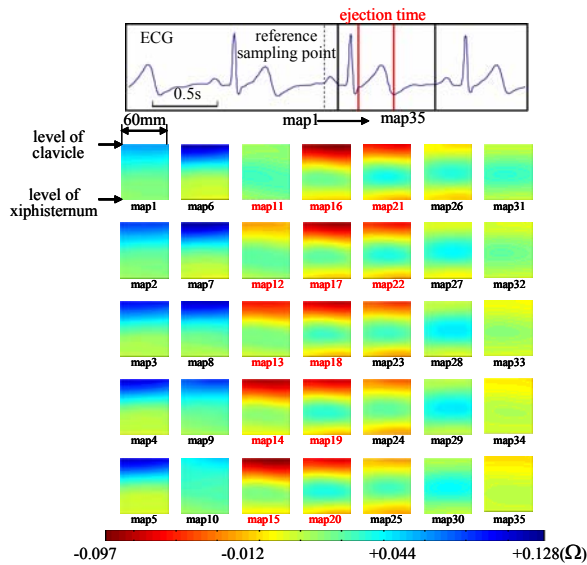 ejection time
ECG
reference
sampling point
0.5s
map1
map35
60mm
level of
clavicle
level of
xiphisternum
map1 map6 map11 map16 map21 map26 map31
map2 map7 map12 map17 map22 map27 map32
map3 map8 map13 map18 map23 map28 map33
map4 map9 map14 map19 map24 map29 map34
map5 map10 map15 map20 map25 map30 map35
-0.097 -0.012 +0.044 +0.128(Ω)